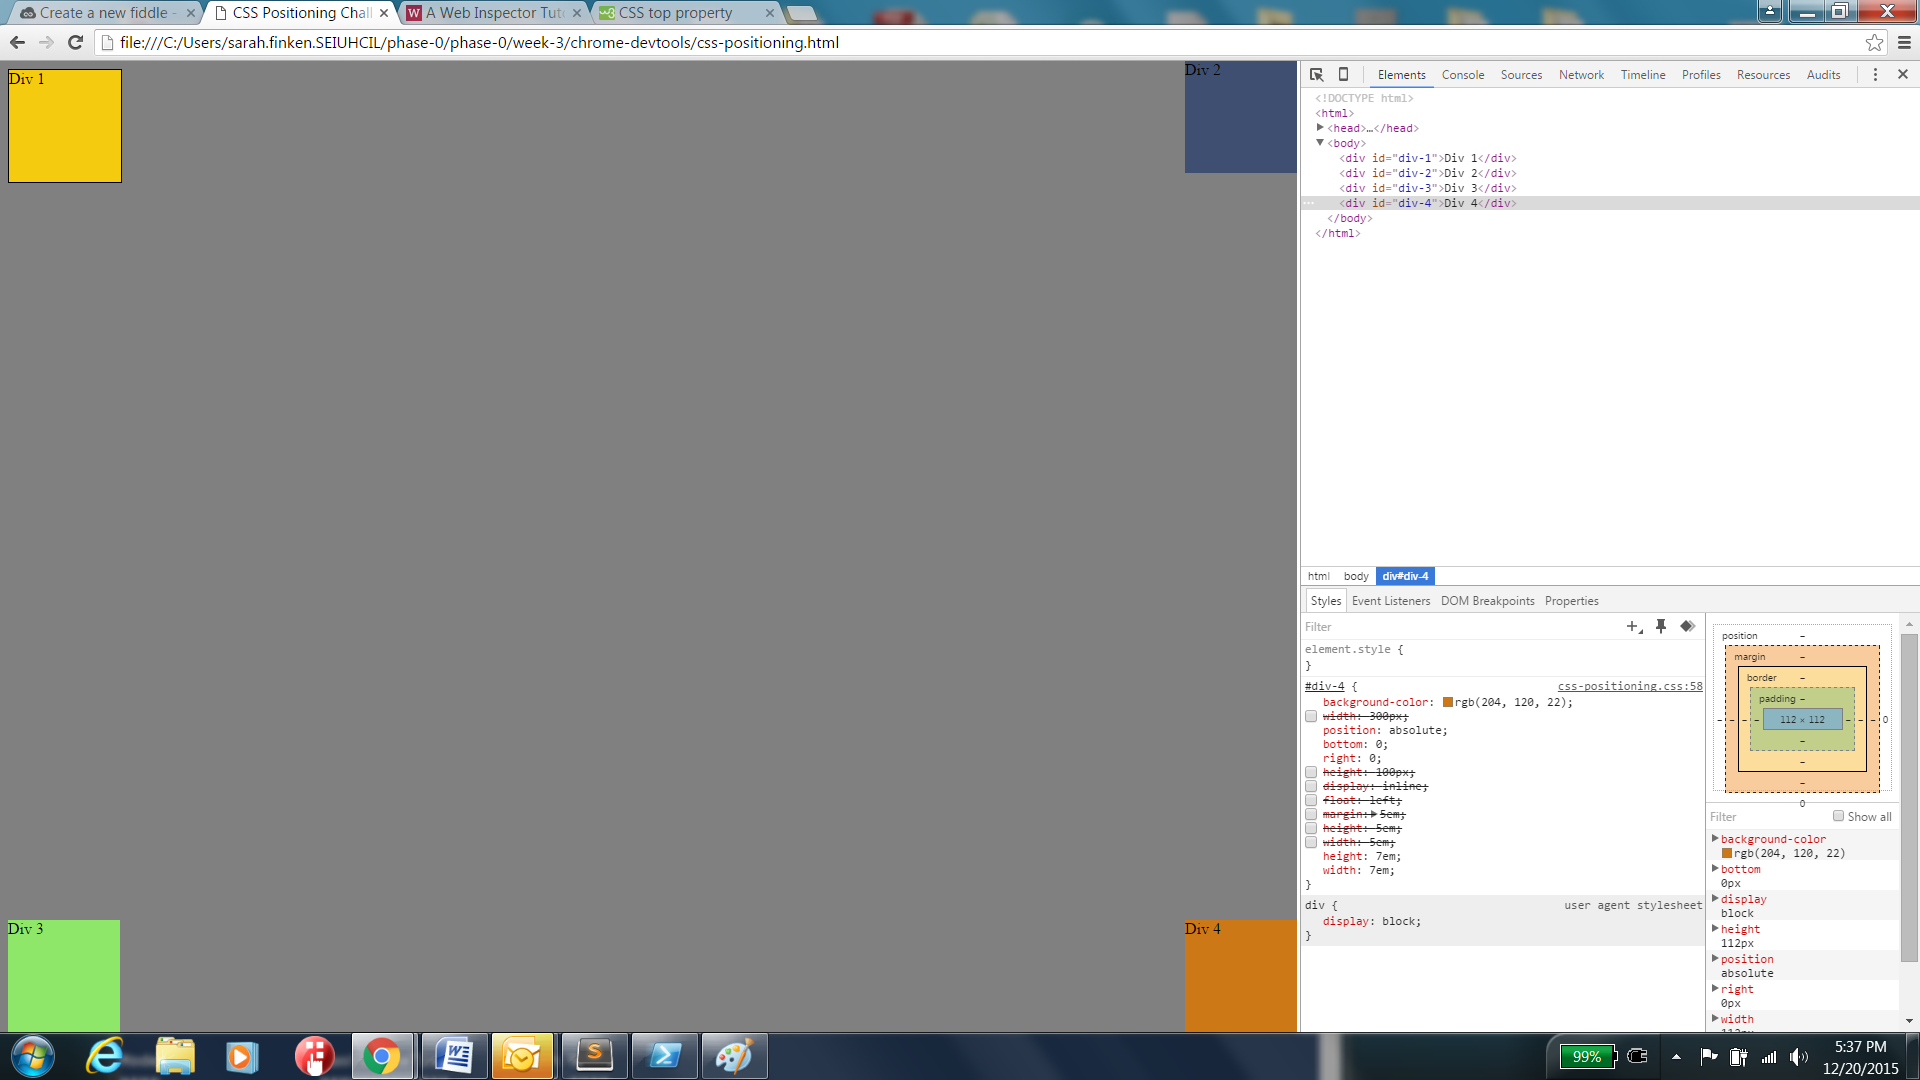 Create a new fiddle -
CSS Positioning Chall
A Web Inspector Tuto
CSS top property
file:///C:/Users/sarah.finken.SEIUHCIL/phase-0/phase-0/week-3/chrome-devtools/css-positioning.html
Div 1
Div 2
Div 3
Div 4
Elements Console Sources Network Timeline Profiles Resources Audits
<!DOCTYPE html>
<html>
<head>…</head>
<body>
<div id="div-1">Div 1</div>
<div id="div-2">Div 2</div>
<div id="div-3">Div 3</div>
... <div id="div-4">Div 4</div>
</body>
</html>
html body div#div-4
Styles Event Listeners DOM Breakpoints Properties
Filter
element.style {
}
#div-4 { css-positioning.css:58
background-color: rgb(204, 120, 22);
width: 300px;
position: absolute;
bottom: 0;
right: 0;
height: 100px;
display: inline;
float: left;
margin: 5em;
height: 5em;
width: 5em;
height: 7em;
width: 7em;
}
div { user agent stylesheet
display: block;
}
position –
margin –
border –
padding –
– – – – 112 × 112 – – – 0
–
–
–
0
Filter Show all
background-color
rgb(204, 120, 22)
bottom
0px
display
block
height
112px
position
absolute
right
0px
width
112px
99%
5:37 PM
12/20/2015